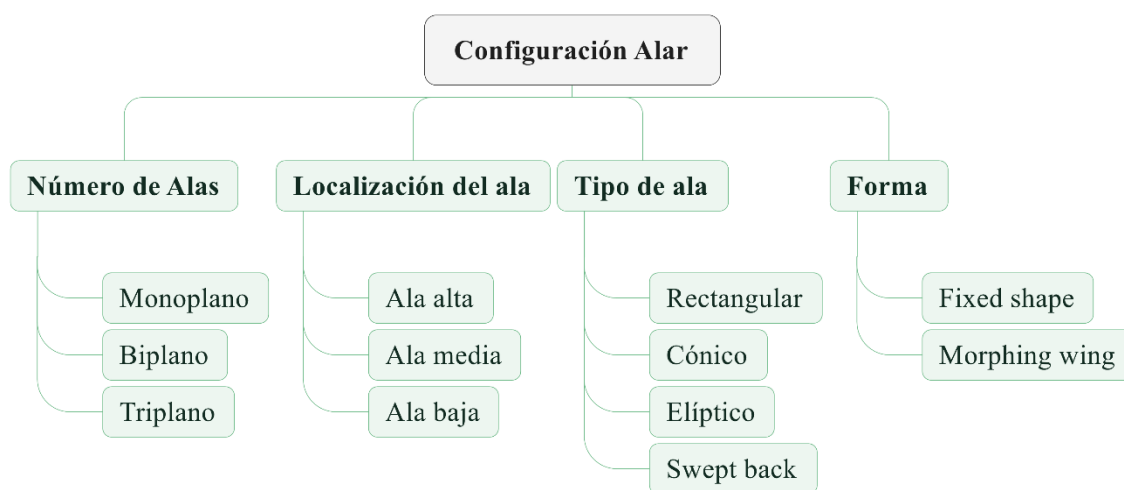 Configuración Alar
Número de Alas
Monoplano
Biplano
Triplano
Localización del ala
Ala alta
Ala media
Ala baja
Tipo de ala
Rectangular
Cónico
Elíptico
Swept back
Forma
Fixed shape
Morphing wing